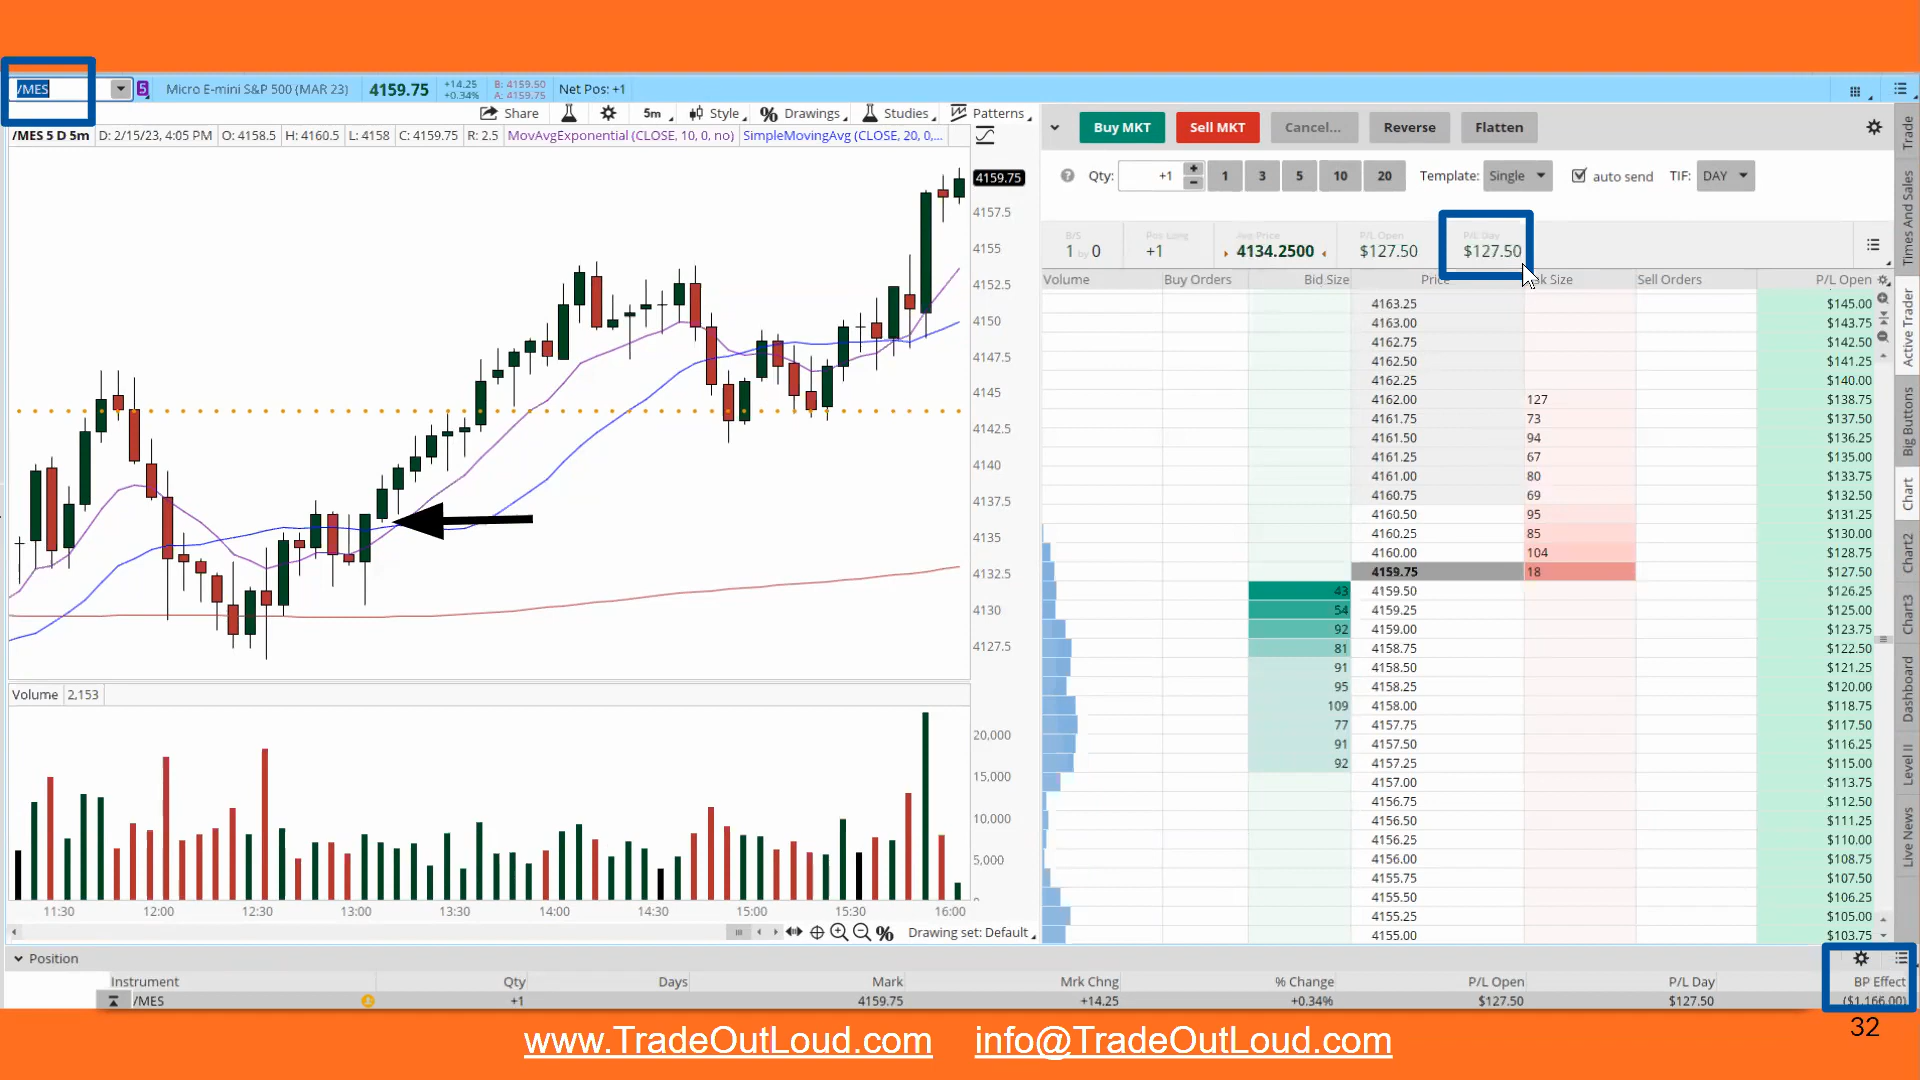 /MES
5
Micro E-mini S&P 500 (MAR 23)
4159.75
+14.25
+0.34%
B: 4159.50
A: 4159.75
Net Pos: +1
Share
5m
Style
Drawings
Studies
Patterns
/MES 5 D 5m
D: 2/15/23, 4:05 PM
O: 4158.5
H: 4160.5
L: 4158
C: 4159.75
R: 2.5
MovAvgExponential (CLOSE, 10, 0, no)
SimpleMovingAvg (CLOSE, 20, 0,...
4159.75
4157.5
4155
4152.5
4150
4147.5
4145
4142.5
4140
4137.5
4135
4132.5
4130
4127.5
Volume 2,153
20,000
15,000
10,000
5,000
11:30 12:00 12:30 13:00 13:30 14:00 14:30 15:00 15:30 16:00
Drawing set: Default
Buy MKT Sell MKT Cancel... Reverse Flatten
Qty: +1 1 3 5 10 20 Template: Single auto send TIF: DAY
B/S Pos Long Avg Price P/L Open P/L Day
1 by 0 +1 4134.2500 $127.50 $127.50
Volume Buy Orders Bid Size Price Ask Size Sell Orders P/L Open
4163.25 $145.00
4163.00 $143.75
4162.75 $142.50
4162.50 $141.25
4162.25 $140.00
4162.00 127 $138.75
4161.75 73 $137.50
4161.50 94 $136.25
4161.25 67 $135.00
4161.00 80 $133.75
4160.75 69 $132.50
4160.50 95 $131.25
4160.25 85 $130.00
4160.00 104 $128.75
4159.75 18 $127.50
43 4159.50 $126.25
54 4159.25 $125.00
92 4159.00 $123.75
81 4158.75 $122.50
91 4158.50 $121.25
95 4158.25 $120.00
109 4158.00 $118.75
77 4157.75 $117.50
91 4157.50 $116.25
92 4157.25 $115.00
4157.00 $113.75
4156.75 $112.50
4156.50 $111.25
4156.25 $110.00
4156.00 $108.75
4155.75 $107.50
4155.50 $106.25
4155.25 $105.00
4155.00 $103.75
Trade
Times And Sales
Active Trader
Big Buttons
Chart
Chart2
Chart3
Dashboard
Level II
Live News
Position
Instrument Qty Days Mark Mrk Chng % Change P/L Open P/L Day BP Effect
/MES +1 4159.75 +14.25 +0.34% $127.50 $127.50 ($1,166.00)
www.TradeOutLoud.com info@TradeOutLoud.com
32